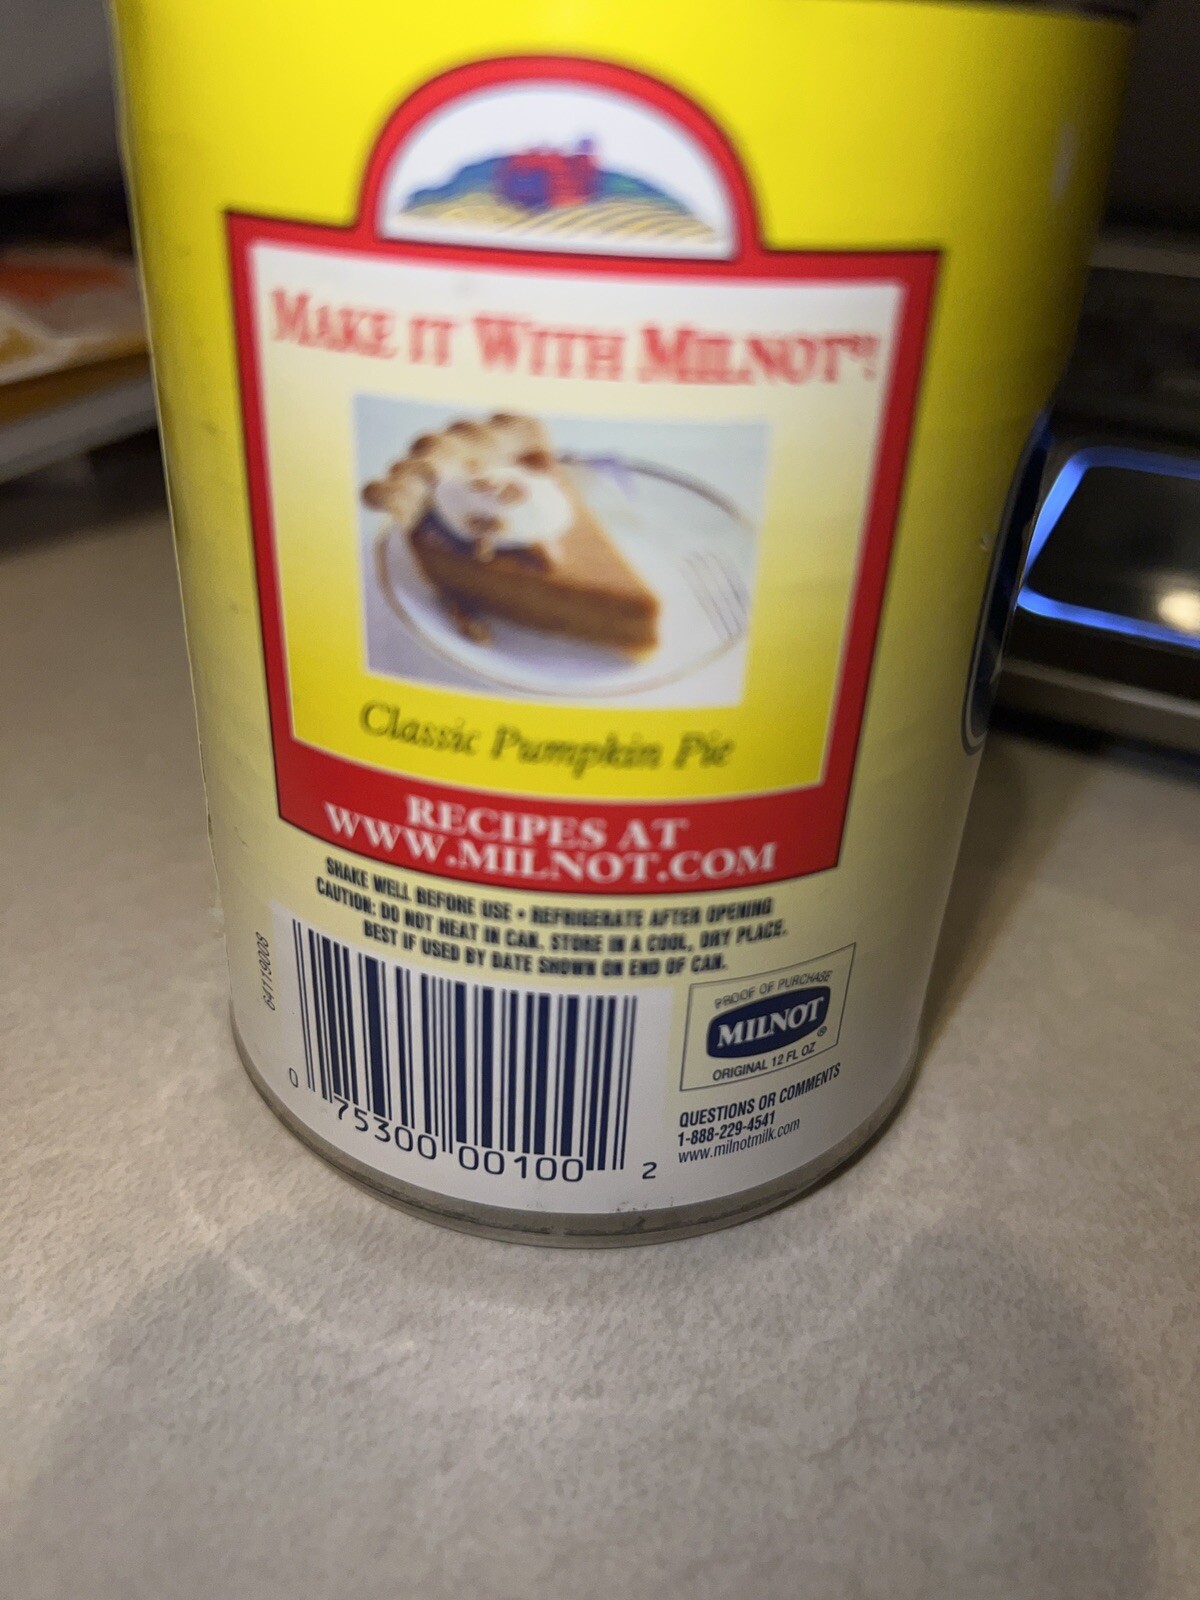 MAKE IT WITH MILNOT®!
Classic Pumpkin Pie
RECIPES AT
WWW.MILNOT.COM
SHAKE WELL BEFORE USE • REFRIGERATE AFTER OPENING
CAUTION: DO NOT HEAT IN CAN. STORE IN A COOL, DRY PLACE.
BEST IF USED BY DATE SHOWN ON END OF CAN.
64119008
0 75300 00100 2
PROOF OF PURCHASE
MILNOT®
ORIGINAL 12 FL OZ
QUESTIONS OR COMMENTS
1-888-229-4541
www.milnotmilk.com